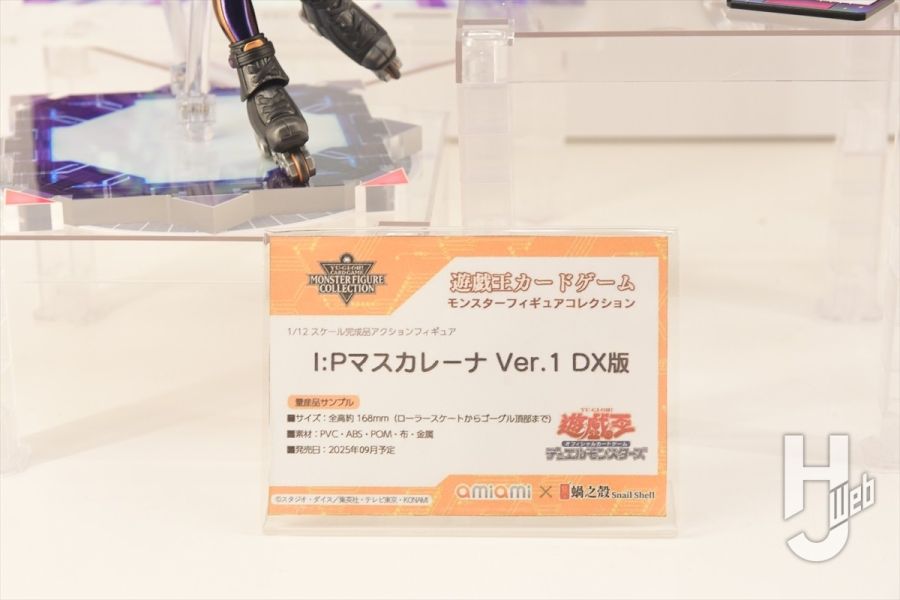 YU-GI-OH!
CARD GAME
MONSTER FIGURE
COLLECTION
遊戯王カードゲーム
モンスターフィギュアコレクション
1/12 スケール完成品アクションフィギュア
I:Pマスカレーナ Ver.1 DX版
量産品サンプル
■サイズ：全高約 168mm（ローラースケートからゴーグル頂部まで）
■素材：PVC・ABS・POM・布・金属
■発売日：2025年09月予定
YU-GI-OH!
遊戯王
オフィシャルカードゲーム
デュエルモンスターズ
©スタジオ・ダイス／集英社・テレビ東京・KONAMI
amiami × 蝸之殼 Snail Shell
HJ Web